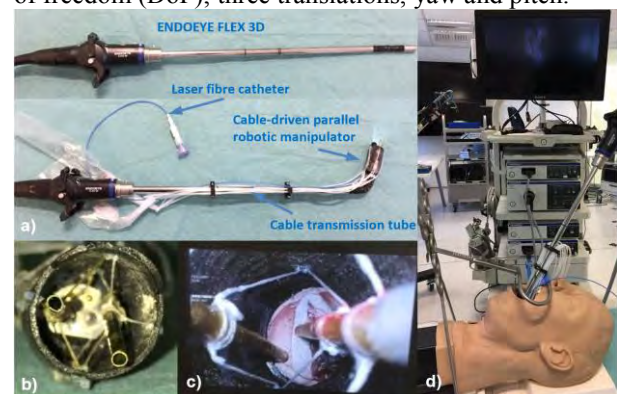 of freedom (DoF); three translations, yaw and pitch.
ENDOEYE FLEX 3D
Laser fibre catheter
Cable-driven parallel
robotic manipulator
a)
Cable transmission tube
b)
c)
d)